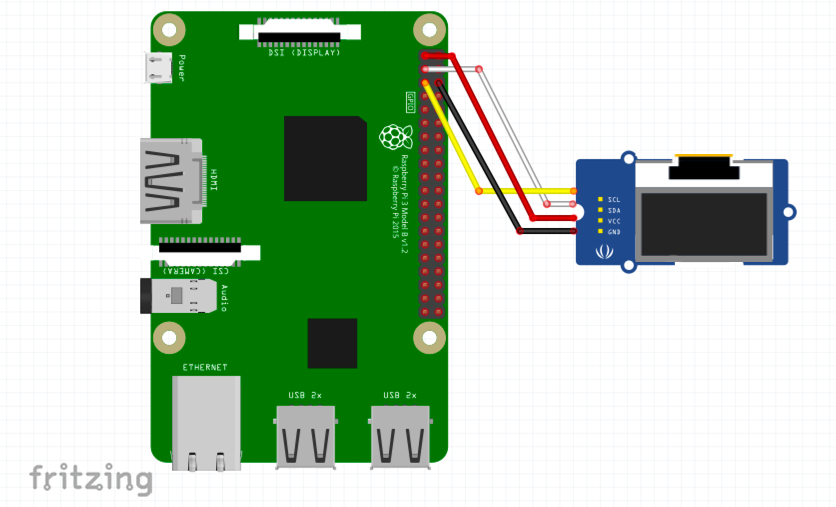 DSI (DISPLAY)
Power
GPIO
HDMI
Raspberry Pi 3 Model B v1.2
© Raspberry Pi 2015
SCL
SDA
VCC
GND
CSI (CAMERA)
Audio
ETHERNET
USB 2x
USB 2x
fritzing